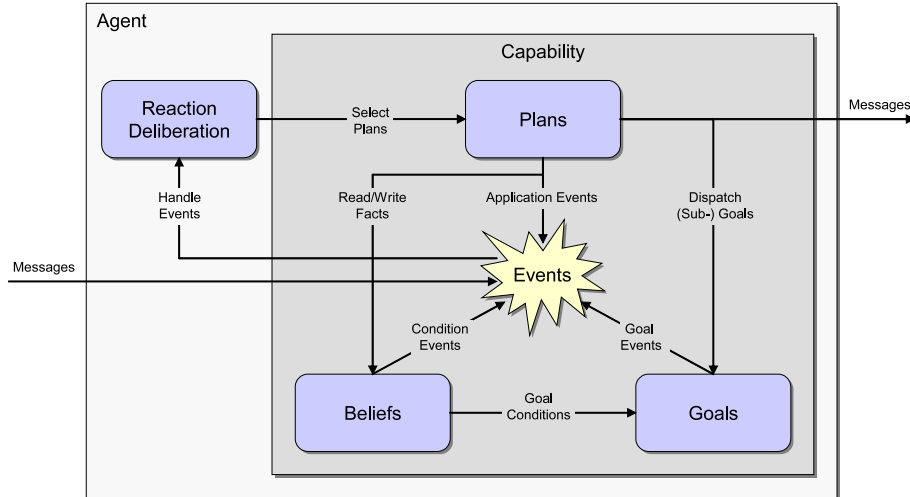 Agent
Capability
Reaction
Deliberation
Select
Plans
Plans
Messages
Handle
Events
Read/Write
Facts
Application Events
Dispatch
(Sub-) Goals
Messages
Events
Condition
Events
Goal
Events
Beliefs
Goal
Conditions
Goals